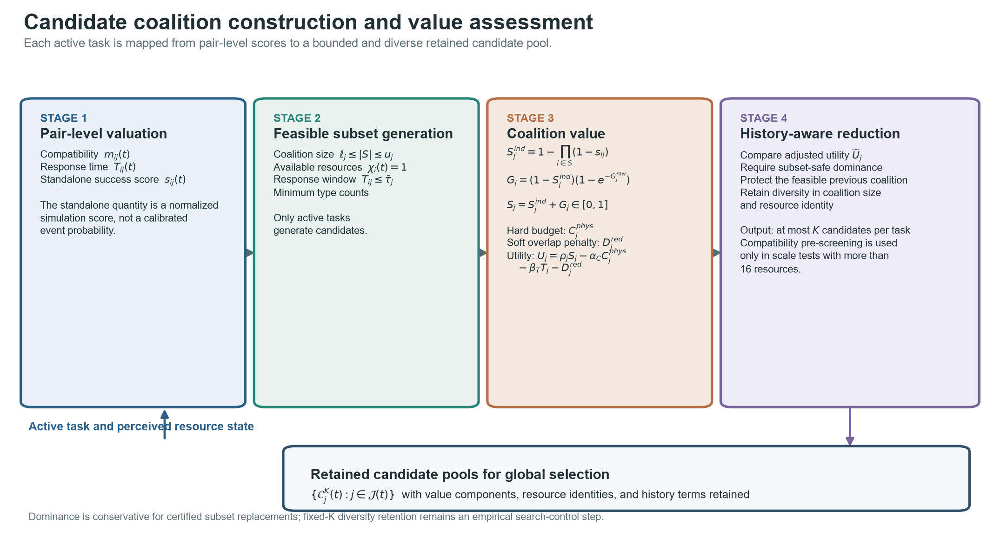 Candidate coalition construction and value assessment
Each active task is mapped from pair-level scores to a bounded and diverse retained candidate pool.
STAGE 1
Pair-level valuation
Compatibility m_{ij}(t)
Response time T_{ij}(t)
Standalone success score s_{ij}(t)
The standalone quantity is a normalized
simulation score, not a calibrated
event probability.
STAGE 2
Feasible subset generation
Coalition size ℓ_j ≤ |S| ≤ u_j
Available resources χ_i(t) = 1
Response window T_{ij} ≤ τ̄_j
Minimum type counts
Only active tasks
generate candidates.
STAGE 3
Coalition value
S_j^{ind} = 1 − ∏_{i ∈ S} (1 − s_{ij})
G_j = (1 − S_j^{ind})(1 − e^{−G_j^{raw}})
S_j = S_j^{ind} + G_j ∈ [0, 1]
Hard budget: C_j^{phys}
Soft overlap penalty: D_j^{red}
Utility: U_j = ρ_j S_j − α_C C_j^{phys}
− β_T T_j − D_j^{red}
STAGE 4
History-aware reduction
Compare adjusted utility Ũ_j
Require subset-safe dominance
Protect the feasible previous coalition
Retain diversity in coalition size
and resource identity
Output: at most K candidates per task
Compatibility pre-screening is used
only in scale tests with more than
16 resources.
Active task and perceived resource state
Retained candidate pools for global selection
{𝒞_j^K(t) : j ∈ 𝒥(t)} with value components, resource identities, and history terms retained
Dominance is conservative for certified subset replacements; fixed-K diversity retention remains an empirical search-control step.